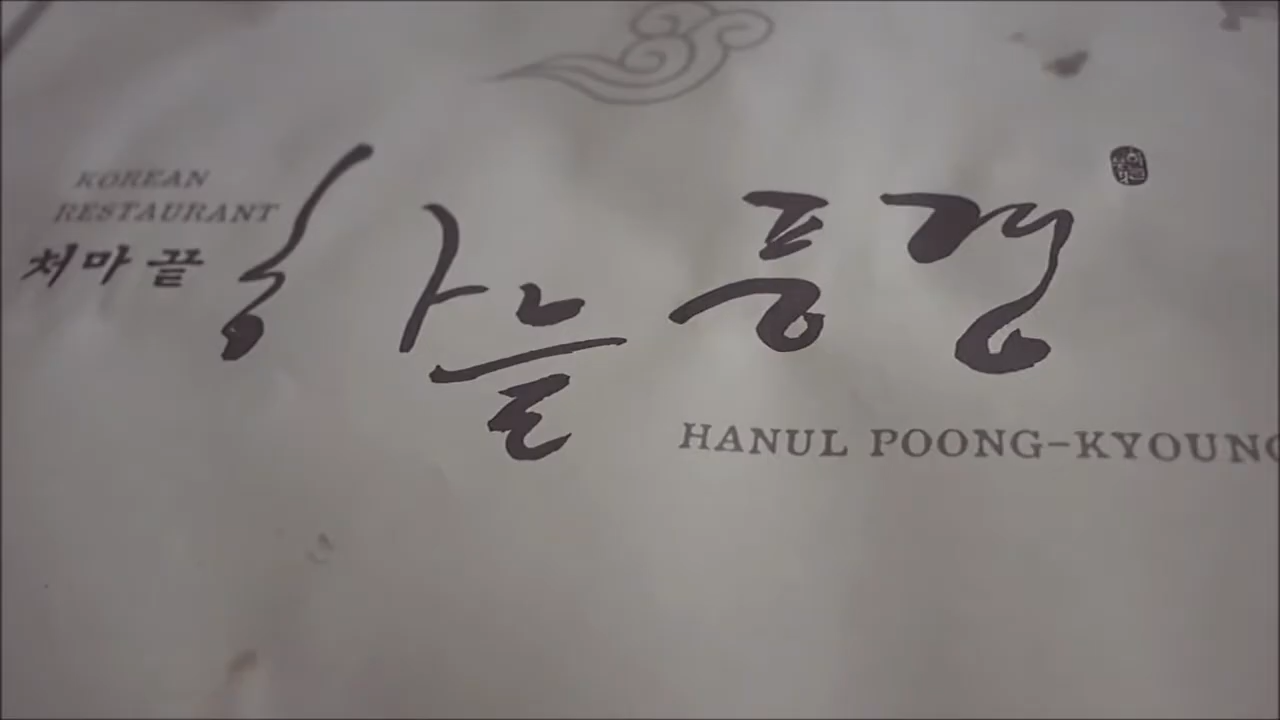 KOREAN
RESTAURANT
처마 끝
하늘 풍경
HANUL POONG-KYOUNG